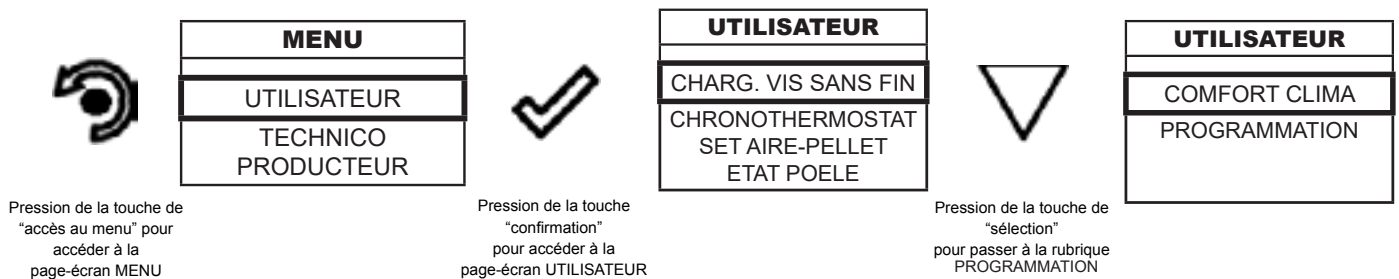 MENU
UTILISATEUR
TECHNICO
PRODUCTEUR
Pression de la touche de
“accès au menu” pour
accéder à la
page-écran MENU
Pression de la touche
“confirmation”
pour accéder à la
page-écran UTILISATEUR
UTILISATEUR
CHARG. VIS SANS FIN
CHRONOTHERMOSTAT
SET AIRE-PELLET
ETAT POELE
Pression de la touche de
“sélection”
pour passer à la rubrique
PROGRAMMATION
UTILISATEUR
COMFORT CLIMA
PROGRAMMATION